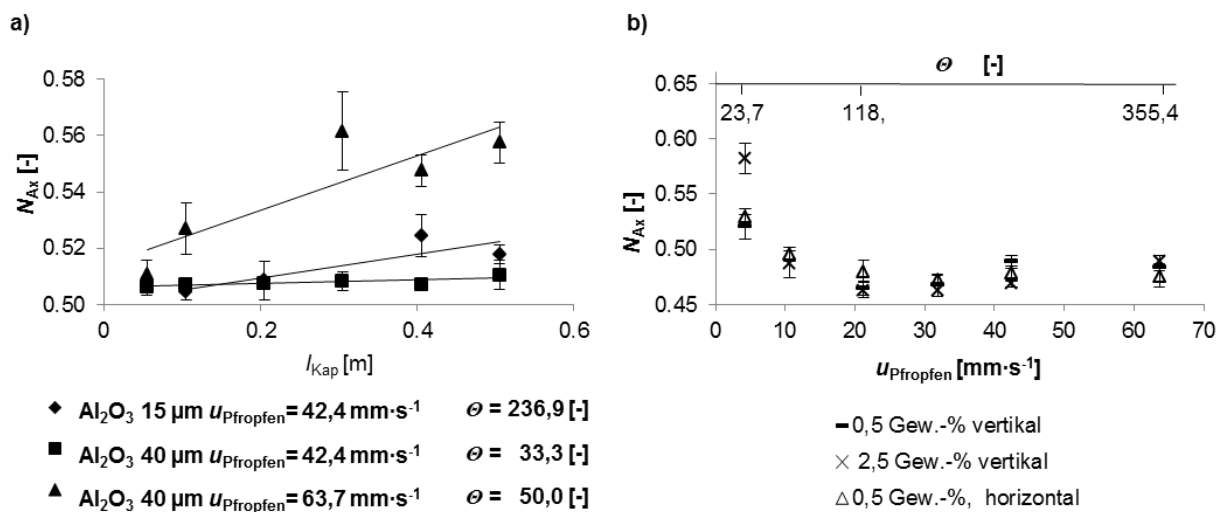 a)
0.58
0.56
0.54
0.52
0.50
0
0.2
0.4
0.6
N_Ax [-]
l_Kap [m]
Al₂O₃ 15 µm u_Pfropfen = 42,4 mm·s⁻¹ Θ = 236,9 [-]
Al₂O₃ 40 µm u_Pfropfen = 42,4 mm·s⁻¹ Θ = 33,3 [-]
Al₂O₃ 40 µm u_Pfropfen = 63,7 mm·s⁻¹ Θ = 50,0 [-]
b)
Θ [-]
23,7
118,
355,4
0.65
0.60
0.55
0.50
0.45
0
10
20
30
40
50
60
70
N_Ax [-]
u_Pfropfen [mm·s⁻¹]
0,5 Gew.-% vertikal
2,5 Gew.-% vertikal
0,5 Gew.-%, horizontal